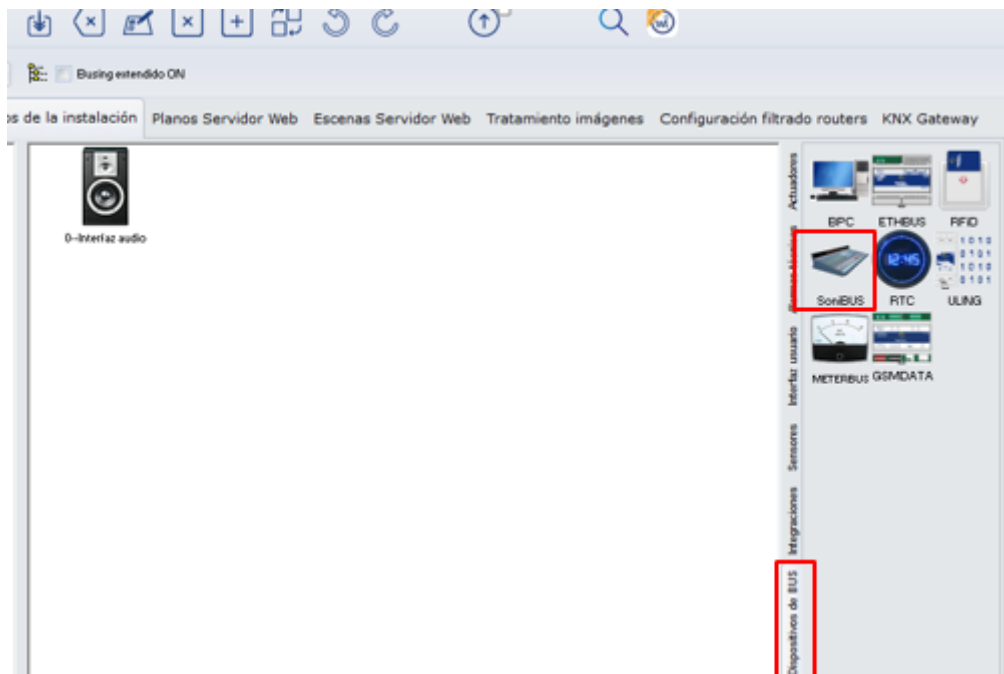 Busing extendido ON
os de la instalación Planos Servidor Web Escenas Servidor Web Tratamiento imágenes Configuración filtrado routers KNX Gateway
0--Interfaz audio
Actuadores
Interfaz usuario
Sensores
Integraciones
Dispositivos de BUS
BPC ETHBUS RFiD
12:45
SoniBUS RTC ULING
METERBUS GSMDATA